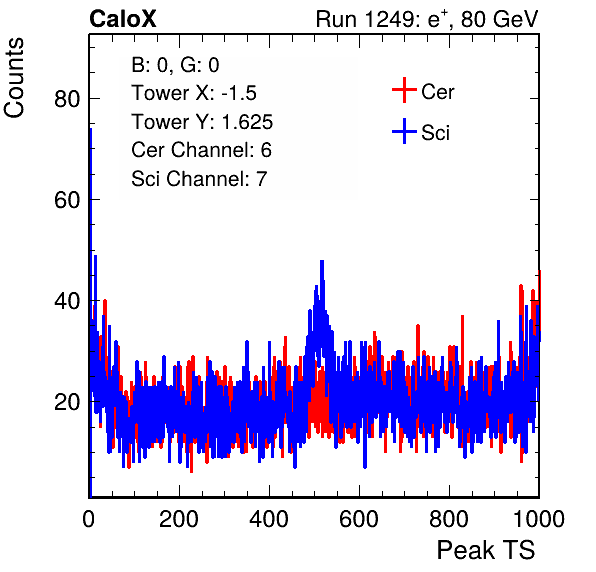 CaloX
Run 1249: e+, 80 GeV
Counts
B: 0, G: 0
Tower X: -1.5
Tower Y: 1.625
Cer Channel: 6
Sci Channel: 7
Cer
Sci
80
60
40
20
0
200
400
600
800
1000
Peak TS